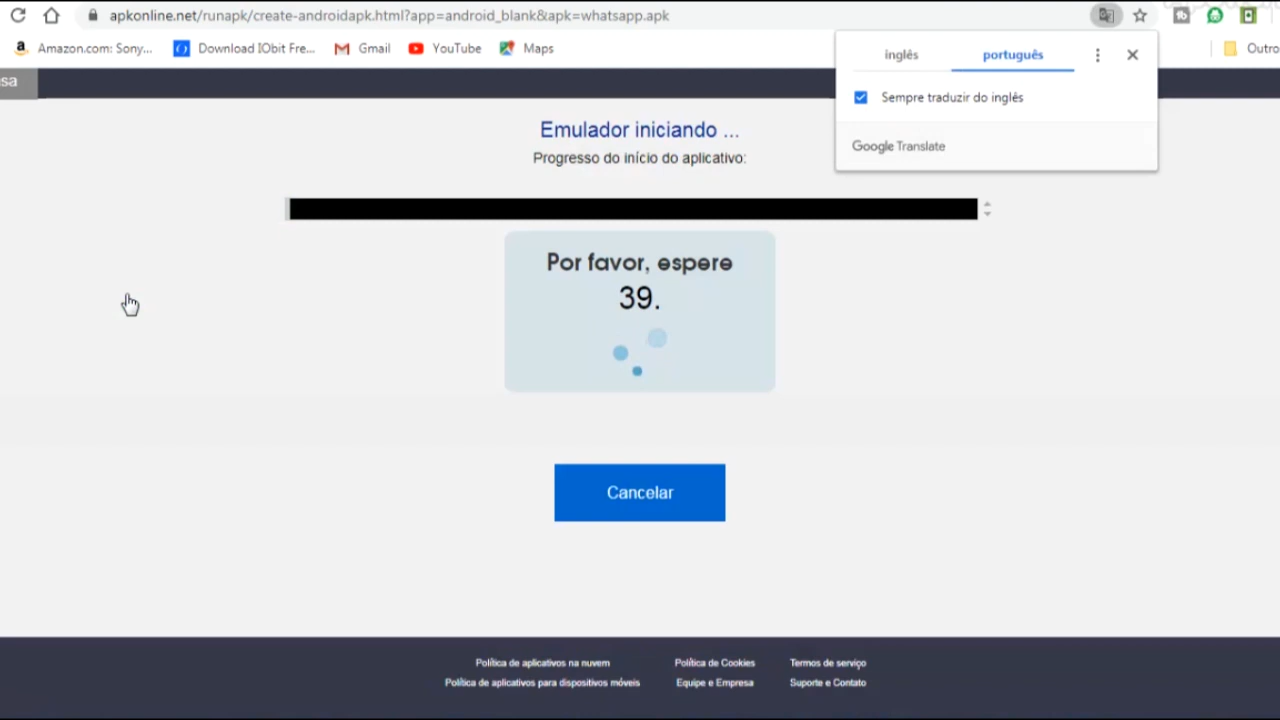 apkonline.net/runapk/create-androidapk.html?app=android_blank&apk=whatsapp.apk
Amazon.com: Sony... Download IObit Fre... Gmail YouTube Maps Outro
inglês português
Sempre traduzir do inglês
Google Translate
sa
Emulador iniciando ...
Progresso do início do aplicativo:
Por favor, espere
39.
Cancelar
Política de aplicativos na nuvem Política de Cookies Termos de serviço
Política de aplicativos para dispositivos móveis Equipe e Empresa Suporte e Contato